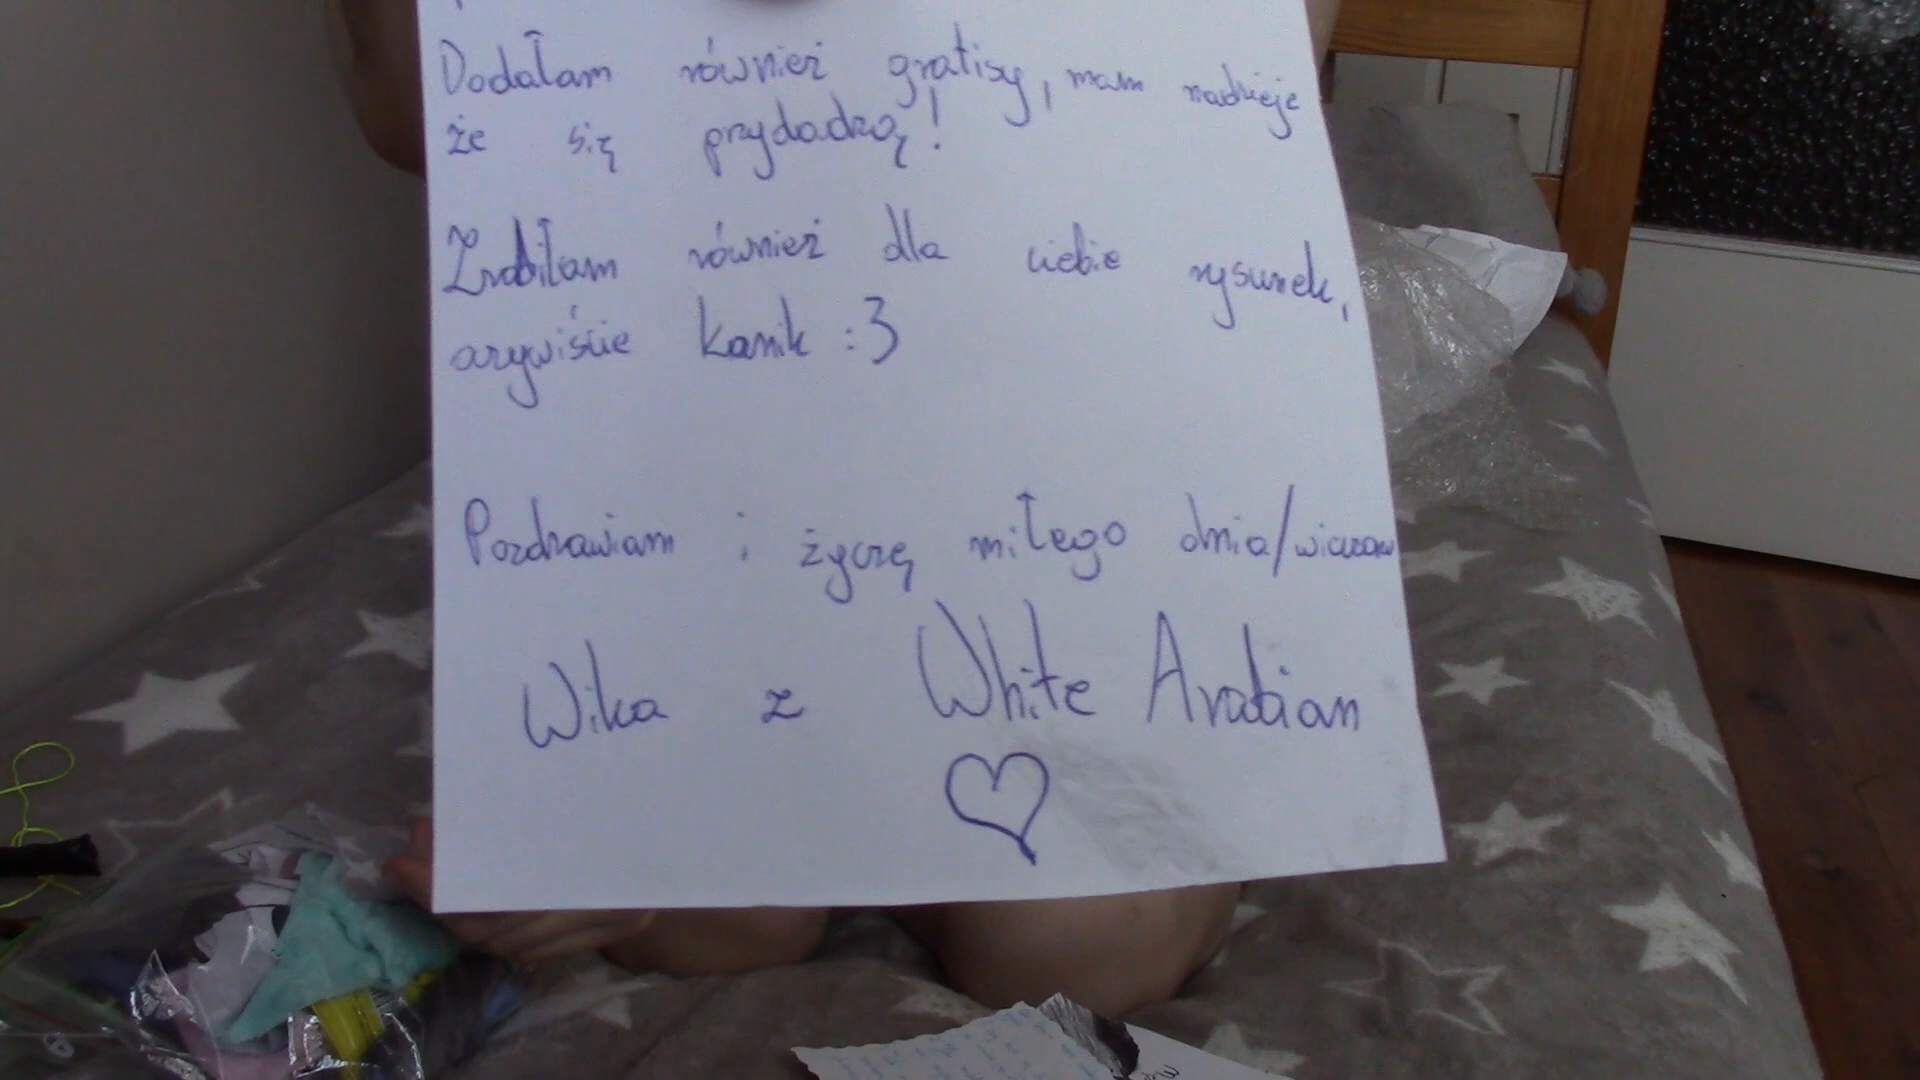 Dodałam również gratisy, mam nadzieje
że się przydadzą!
Zrobiłam również dla ciebie rysunek,
oczywiście konik :3
Pozdrawiam i życzę miłego dnia/wieczoru
Wika z White Arabian